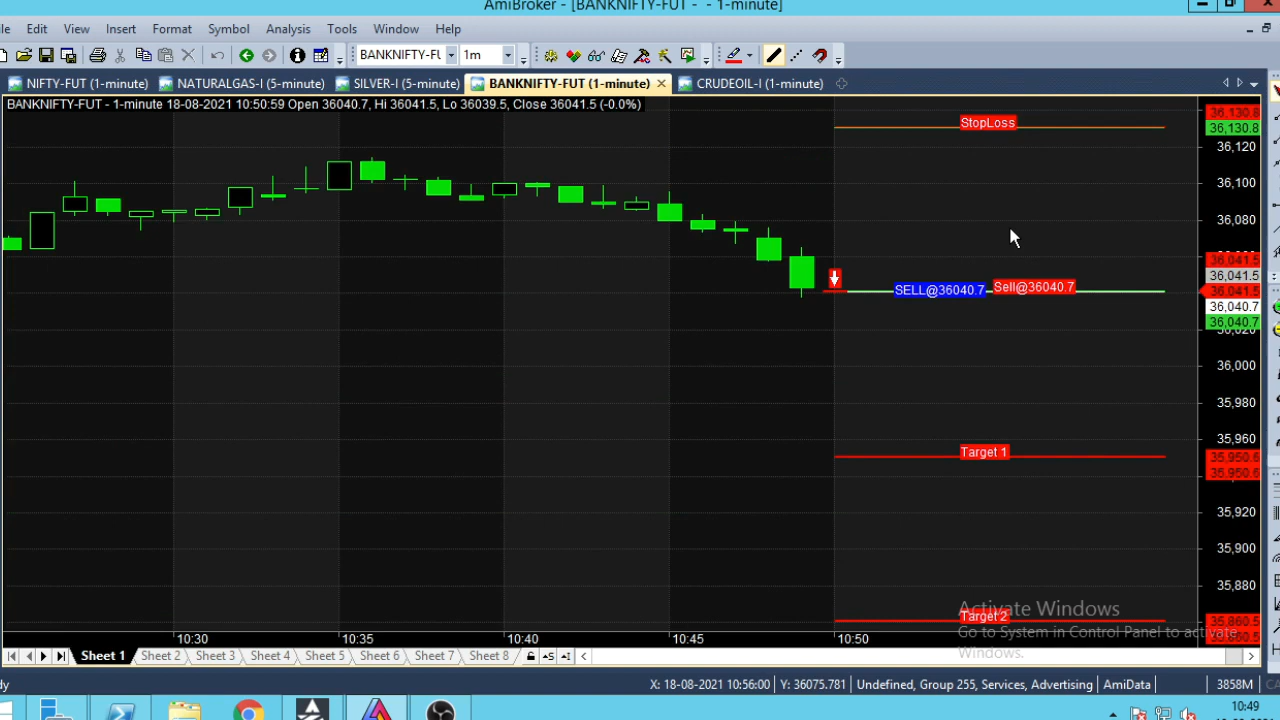 AmiBroker - [BANKNIFTY-FUT - - 1-minute]
Edit View Insert Format Symbol Analysis Tools Window Help
BANKNIFTY-FL 1m
NIFTY-FUT (1-minute) NATURALGAS-I (5-minute) SILVER-I (5-minute) BANKNIFTY-FUT (1-minute) CRUDEOIL-I (1-minute)
BANKNIFTY-FUT - 1-minute 18-08-2021 10:50:59 Open 36040.7, Hi 36041.5, Lo 36039.5, Close 36041.5 (-0.0%)
36,130.8
StopLoss
36,130.8
36,120
36,100
36,080
36,041.5
36,041.5
SELL@36040.7 Sell@36040.7 36,041.5
36,040.7
36,040.7
36,000
35,980
35,960
Target 1
35,950.6
35,950.6
35,920
35,900
35,880
Activate Windows
Target 2
35,860.5
Go to System in Control Panel to activate
Windows.
10:30 10:35 10:40 10:45 10:50
Sheet 1 Sheet 2 Sheet 3 Sheet 4 Sheet 5 Sheet 6 Sheet 7 Sheet 8
X: 18-08-2021 10:56:00 Y: 36075.781 Undefined, Group 255, Services, Advertising AmiData 3858M
10:49